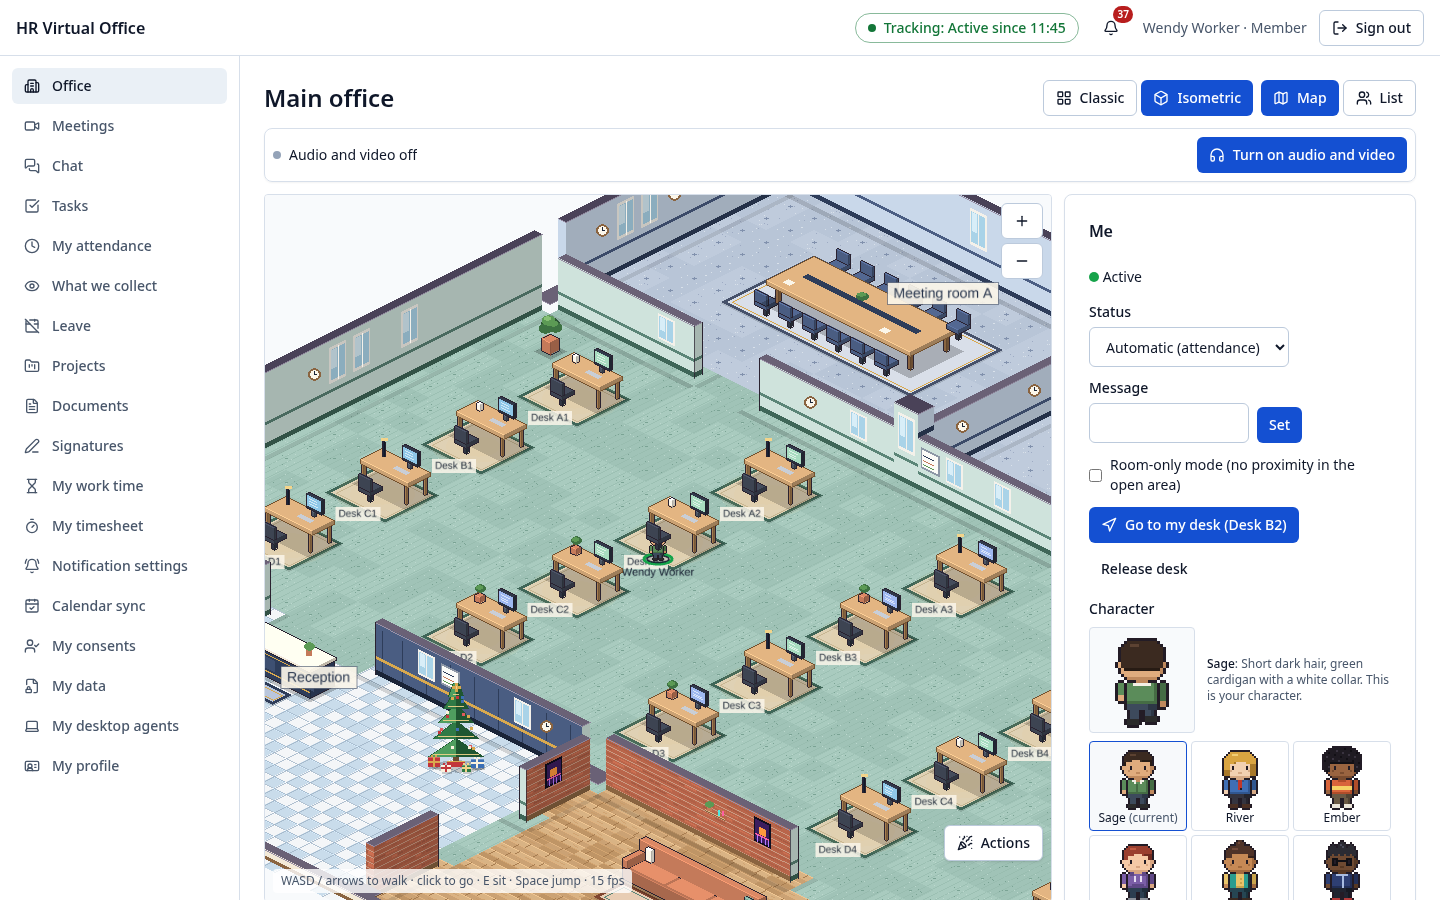 HR Virtual Office
Tracking: Active since 11:45
37
Wendy Worker · Member
Sign out
Office
Meetings
Chat
Tasks
My attendance
What we collect
Leave
Projects
Documents
Signatures
My work time
My timesheet
Notification settings
Calendar sync
My consents
My data
My desktop agents
My profile
Main office
Classic
Isometric
Map
List
Audio and video off
Turn on audio and video
+
−
Meeting room A
Desk A1
Desk B1
Desk C1
D1
Desk A2
Des
Wendy Worker
Desk C2
D2
Desk A3
Desk B3
Desk C3
D3
Desk B4
Desk C4
Desk D4
Reception
Actions
WASD / arrows to walk · click to go · E sit · Space jump · 15 fps
Me
Active
Status
Automatic (attendance)
Message
Set
Room-only mode (no proximity in the
open area)
Go to my desk (Desk B2)
Release desk
Character
Sage: Short dark hair, green
cardigan with a white collar. This
is your character.
Sage (current)
River
Ember